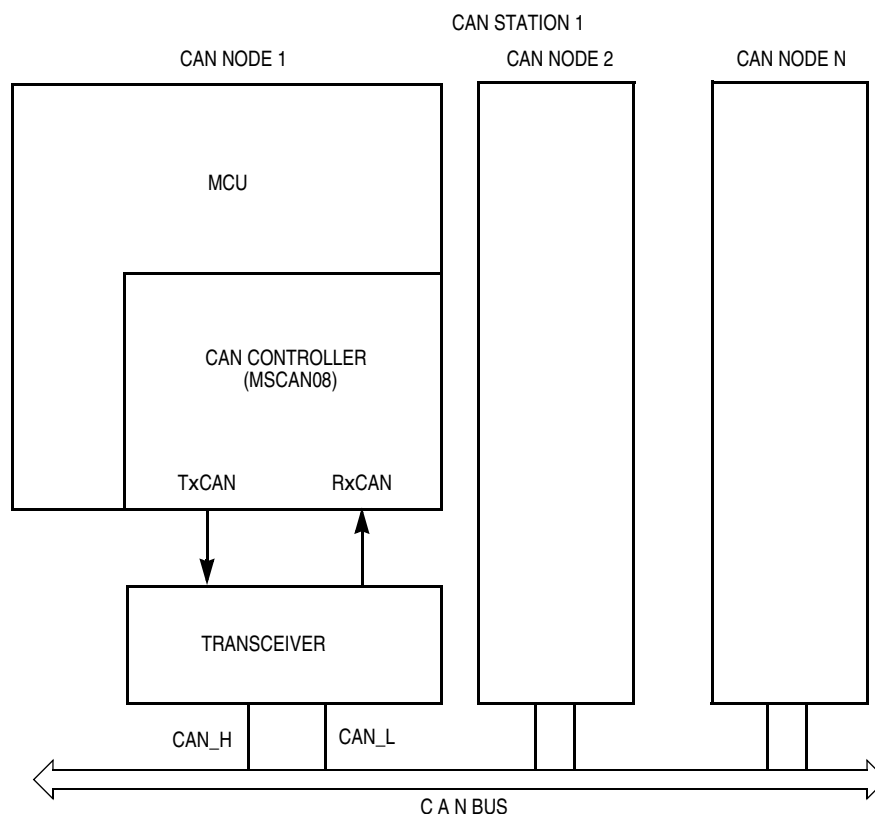 CAN STATION 1
CAN NODE 1
CAN NODE 2
CAN NODE N
MCU
CAN CONTROLLER
(MSCAN08)
TxCAN
RxCAN
TRANSCEIVER
CAN_H
CAN_L
C A N BUS